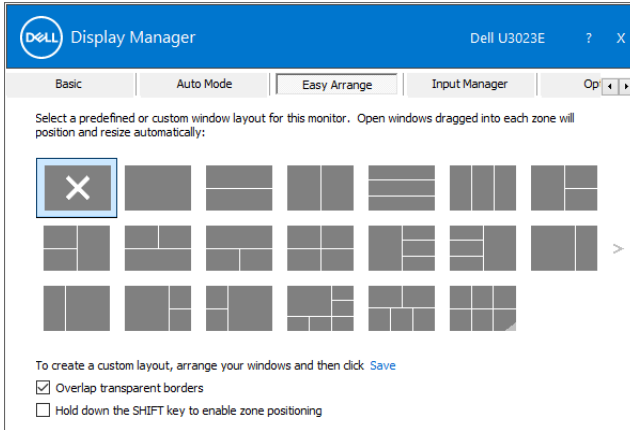 DELL Display Manager Dell U3023E ? X
Basic Auto Mode Easy Arrange Input Manager
Select a predefined or custom window layout for this monitor. Open windows dragged into each zone will
position and resize automatically:
To create a custom layout, arrange your windows and then click Save
Overlap transparent borders
Hold down the SHIFT key to enable zone positioning